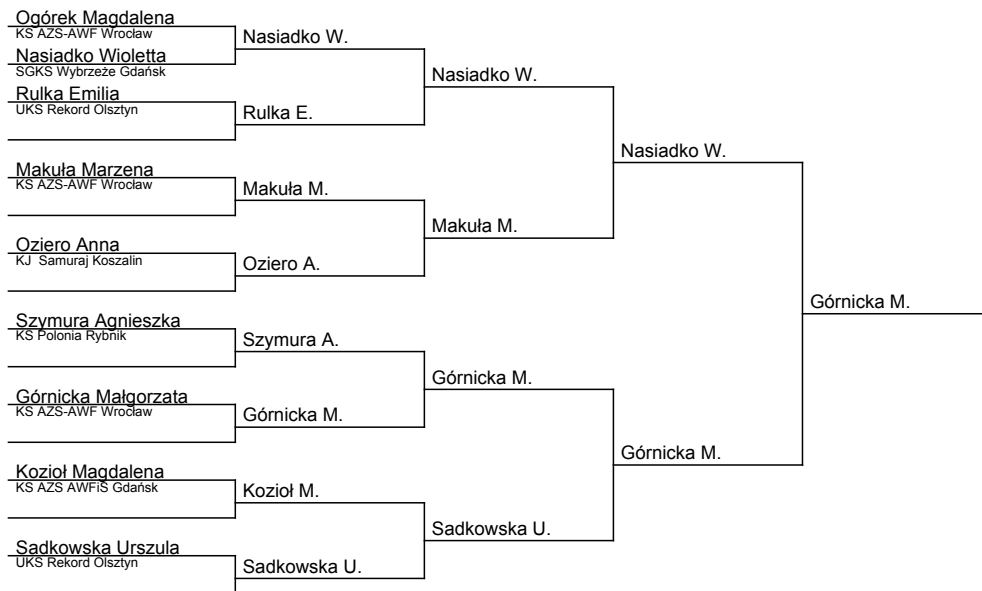 Ogórek Magdalena
KS AZS-AWF Wrocław
Nasiadko W.
Nasiadko Wioletta
SGKS Wybrzeże Gdańsk
Nasiadko W.
Rulka Emilia
UKS Rekord Olsztyn
Rulka E.
Nasiadko W.
Makuła Marzena
KS AZS-AWF Wrocław
Makuła M.
Makuła M.
Oziero Anna
KJ Samuraj Koszalin
Oziero A.
Górnicka M.
Szymura Agnieszka
KS Polonia Rybnik
Szymura A.
Górnicka M.
Górnicka Małgorzata
KS AZS-AWF Wrocław
Górnicka M.
Górnicka M.
Kozioł Magdalena
KS AZS AWFiS Gdańsk
Kozioł M.
Sadkowska U.
Sadkowska Urszula
UKS Rekord Olsztyn
Sadkowska U.